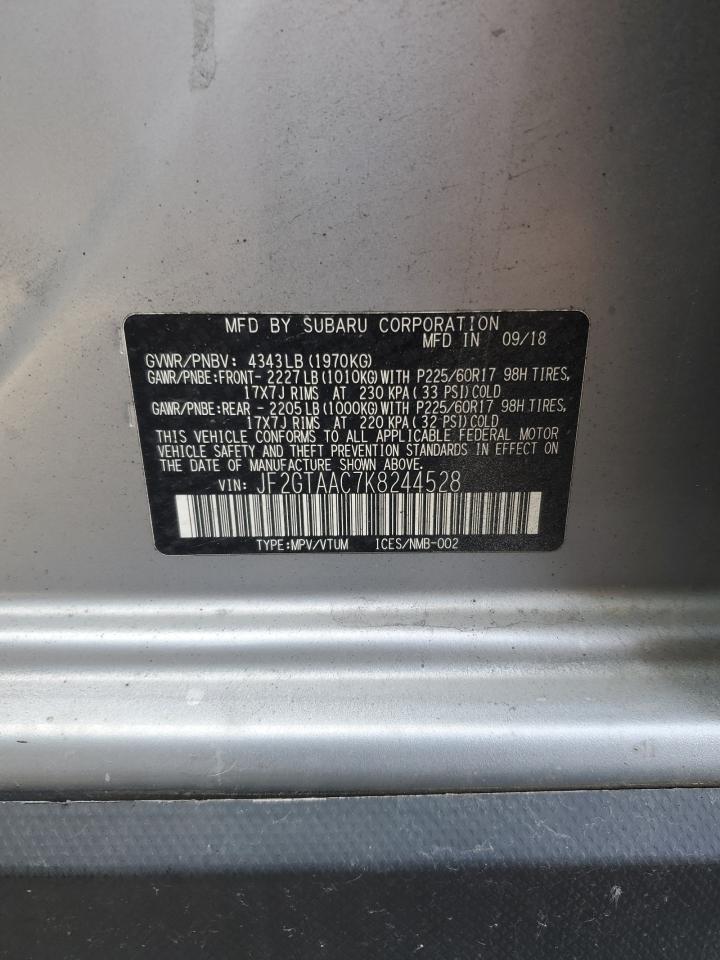 MFD BY SUBARU CORPORATION
MFD IN 09/18
GVWR/PNBV: 4343LB(1970KG)
GAWR/PNBE:FRONT-2227LB(1010KG)WITH P225/60R17 98H TIRES,
17X7J RIMS AT 230 KPA(33 PSI)COLD
GAWR/PNBE:REAR -2205LB(1000KG)WITH P225/60R17 98H TIRES,
17X7J RIMS AT 220 KPA(32 PSI)COLD
THIS VEHICLE CONFORMS TO ALL APPLICABLE FEDERAL MOTOR
VEHICLE SAFETY AND THEFT PREVENTION STANDARDS IN EFFECT ON
THE DATE OF MANUFACTURE SHOWN ABOVE.
VIN: JF2GTAAC7K8244528
TYPE:MPV/VTUM ICES/NMB-002